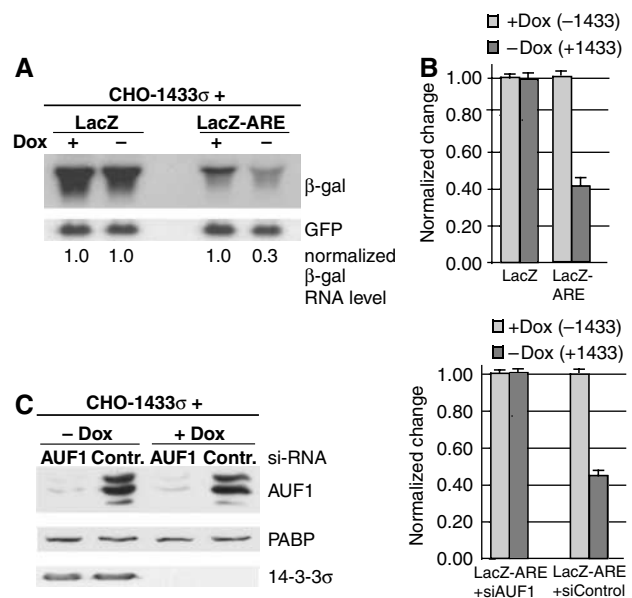 A
CHO-1433σ +
LacZ LacZ-ARE
Dox + − + −
β-gal
GFP
1.0 1.0 1.0 0.3 normalized
β-gal
RNA level
B
+Dox (−1433)
−Dox (+1433)
Normalized change
1.00
0.80
0.60
0.40
0.20
0.00
LacZ LacZ-
ARE
C
CHO-1433σ +
− Dox + Dox
AUF1 Contr. AUF1 Contr. si-RNA
AUF1
PABP
14-3-3σ
+Dox (−1433)
−Dox (+1433)
Normalized change
1.00
0.80
0.60
0.40
0.20
0.00
LacZ-ARE LacZ-ARE
+siAUF1 +siControl